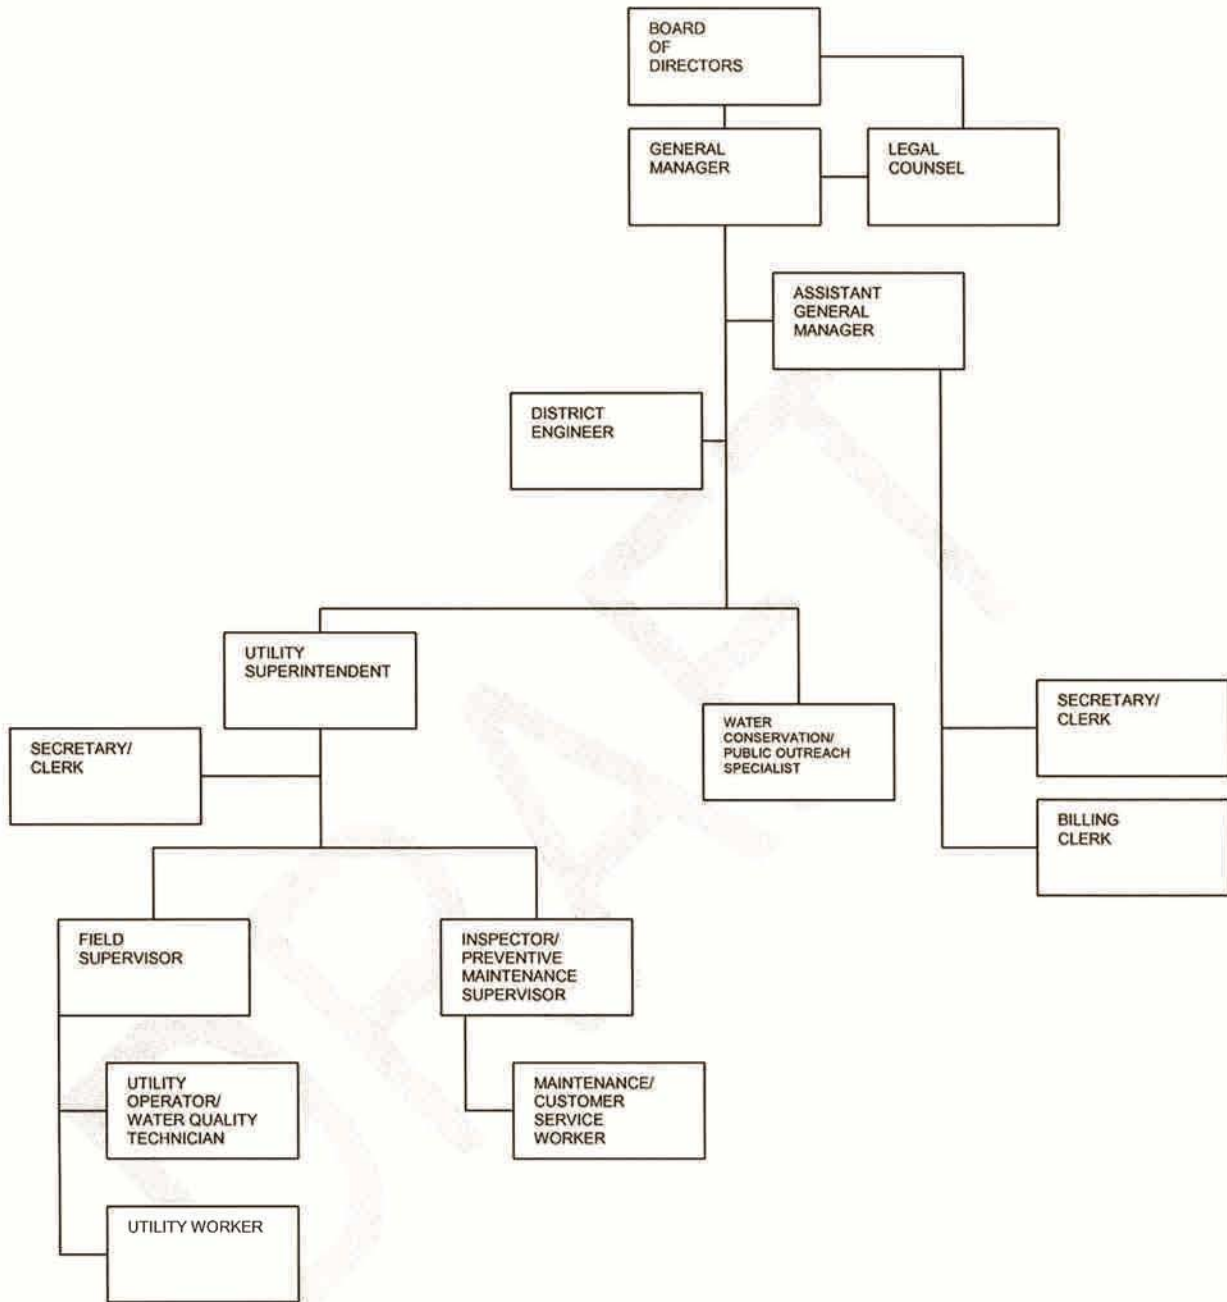 BOARD
OF
DIRECTORS
GENERAL
MANAGER
LEGAL
COUNSEL
ASSISTANT
GENERAL
MANAGER
DISTRICT
ENGINEER
UTILITY
SUPERINTENDENT
WATER
CONSERVATION/
PUBLIC OUTREACH
SPECIALIST
SECRETARY/
CLERK
SECRETARY/
CLERK
BILLING
CLERK
FIELD
SUPERVISOR
INSPECTOR/
PREVENTIVE
MAINTENANCE
SUPERVISOR
UTILITY
OPERATOR/
WATER QUALITY
TECHNICIAN
MAINTENANCE/
CUSTOMER
SERVICE
WORKER
UTILITY WORKER
DRAFT